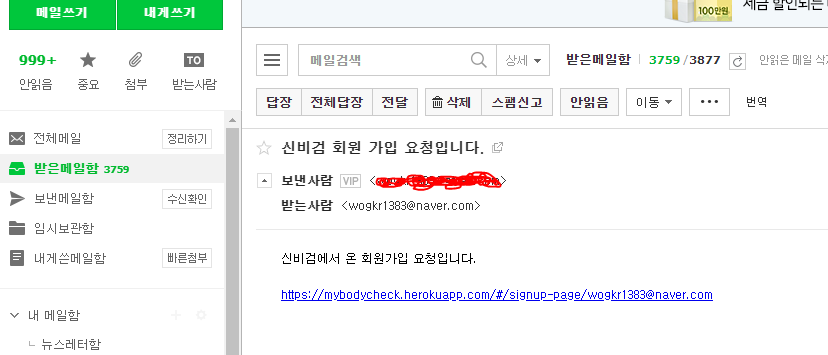 메일쓰기 내게쓰기
100만원 세금 할인되는
999+ 안읽음
중요
첨부
TO 받는사람
전체메일 정리하기
받은메일함 3759
보낸메일함 수신확인
임시보관함
내게쓴메일함 빠른첨부
내 메일함
뉴스레터함
메일검색 상세 받은메일함 3759 / 3877 안읽은 메일 삭제
답장 전체답장 전달 삭제 스팸신고 안읽음 이동 번역
신비검 회원 가입 요청입니다.
보낸사람 VIP
받는사람 <wogkr1383@naver.com>
신비검에서 온 회원가입 요청입니다.
https://mybodycheck.herokuapp.com/#/signup-page/wogkr1383@naver.com